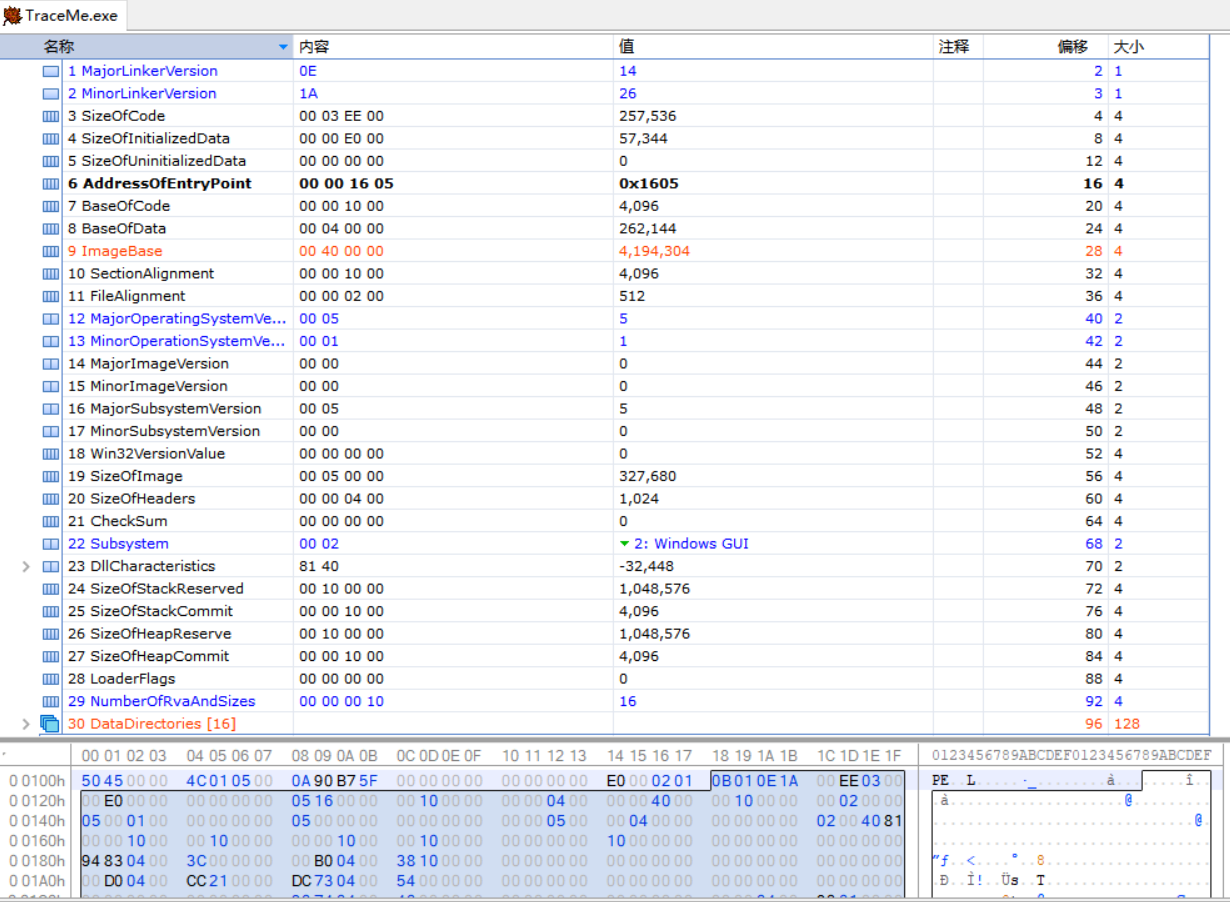 TraceMe.exe
名称 内容 值 注释 偏移 大小
1 MajorLinkerVersion 0E 14 2 1
2 MinorLinkerVersion 1A 26 3 1
3 SizeOfCode 00 03 EE 00 257,536 4 4
4 SizeOfInitializedData 00 00 E0 00 57,344 8 4
5 SizeOfUninitializedData 00 00 00 00 0 12 4
6 AddressOfEntryPoint 00 00 16 05 0x1605 16 4
7 BaseOfCode 00 00 10 00 4,096 20 4
8 BaseOfData 00 04 00 00 262,144 24 4
9 ImageBase 00 40 00 00 4,194,304 28 4
10 SectionAlignment 00 00 10 00 4,096 32 4
11 FileAlignment 00 00 02 00 512 36 4
12 MajorOperatingSystemVe... 00 05 5 40 2
13 MinorOperationSystemVe... 00 01 1 42 2
14 MajorImageVersion 00 00 0 44 2
15 MinorImageVersion 00 00 0 46 2
16 MajorSubsystemVersion 00 05 5 48 2
17 MinorSubsystemVersion 00 00 0 50 2
18 Win32VersionValue 00 00 00 00 0 52 4
19 SizeOfImage 00 05 00 00 327,680 56 4
20 SizeOfHeaders 00 00 04 00 1,024 60 4
21 CheckSum 00 00 00 00 0 64 4
22 Subsystem 00 02 2: Windows GUI 68 2
23 DllCharacteristics 81 40 -32,448 70 2
24 SizeOfStackReserved 00 10 00 00 1,048,576 72 4
25 SizeOfStackCommit 00 00 10 00 4,096 76 4
26 SizeOfHeapReserve 00 10 00 00 1,048,576 80 4
27 SizeOfHeapCommit 00 00 10 00 4,096 84 4
28 LoaderFlags 00 00 00 00 0 88 4
29 NumberOfRvaAndSizes 00 00 00 10 16 92 4
30 DataDirectories [16] 96 128
00 01 02 03 04 05 06 07 08 09 0A 0B 0C 0D 0E 0F 10 11 12 13 14 15 16 17 18 19 1A 1B 1C 1D 1E 1F 0123456789ABCDEF0123456789ABCDEF
0 0100h 50 45 00 00 4C 01 05 00 0A 90 B7 5F 00 00 00 00 00 00 00 00 E0 00 02 01 0B 01 0E 1A 00 EE 03 00 PE..L......_........à.........î..
0 0120h 00 E0 00 00 00 00 00 00 05 16 00 00 00 10 00 00 00 00 04 00 00 00 40 00 00 10 00 00 00 02 00 00 .à....................@.........
0 0140h 05 00 01 00 00 00 00 00 05 00 00 00 00 00 00 00 00 00 05 00 00 04 00 00 00 00 00 00 02 00 40 81 ..............................@.
0 0160h 00 00 10 00 00 10 00 00 00 00 10 00 00 10 00 00 00 00 00 00 10 00 00 00 00 00 00 00 00 00 00 00 ................................
0 0180h 94 83 04 00 3C 00 00 00 00 B0 04 00 38 10 00 00 00 00 00 00 00 00 00 00 00 00 00 00 00 00 00 00 ”ƒ..<....°..8...................
0 01A0h 00 D0 04 00 CC 21 00 00 DC 73 04 00 54 00 00 00 00 00 00 00 00 00 00 00 00 00 00 00 00 00 00 00 .Ð..Ì!..Üs..T...................